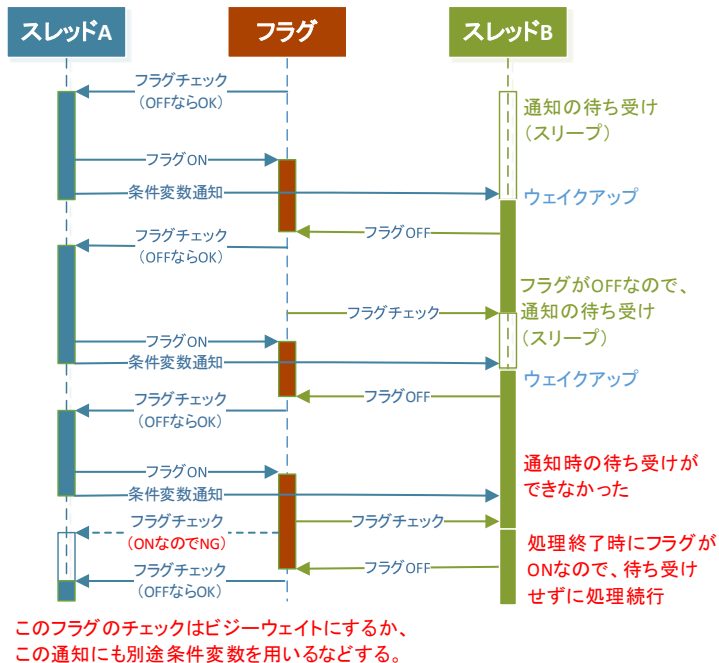 スレッドA
フラグ
スレッドB
フラグチェック
（OFFならOK）
通知の待ち受け
（スリープ）
フラグON
条件変数通知
ウェイクアップ
フラグOFF
フラグチェック
（OFFならOK）
フラグがOFFなので、
フラグチェック
通知の待ち受け
（スリープ）
フラグON
条件変数通知
ウェイクアップ
フラグOFF
フラグチェック
（OFFならOK）
通知時の待ち受けが
できなかった
フラグON
条件変数通知
フラグチェック
（ONなのでNG）
フラグチェック
処理終了時にフラグが
ONなので、待ち受け
せずに処理続行
フラグOFF
フラグチェック
（OFFならOK）
このフラグのチェックはビジーウェイトにするか、
この通知にも別途条件変数を用いるなどする。